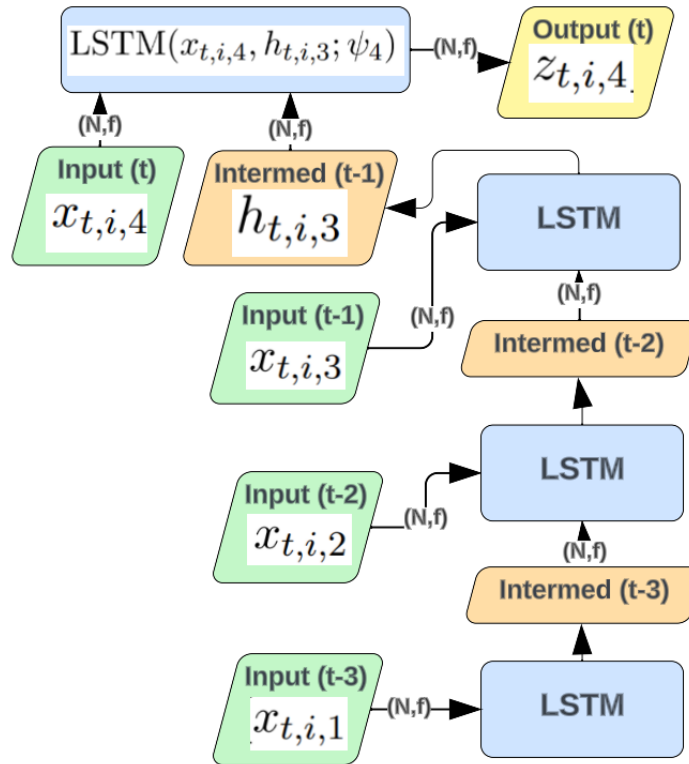 LSTM(x_{t,i,4}, h_{t,i,3}; ψ_4)
(N,f)
Output (t)
z_{t,i,4}.
(N,f)
(N,f)
Input (t)
x_{t,i,4}
Intermed (t-1)
h_{t,i,3}
LSTM
Input (t-1)
x_{t,i,3}
(N,f)
(N,f)
Intermed (t-2)
LSTM
Input (t-2)
x_{t,i,2}
(N,f)
(N,f)
Intermed (t-3)
Input (t-3)
x_{t,i,1}
(N,f)
LSTM